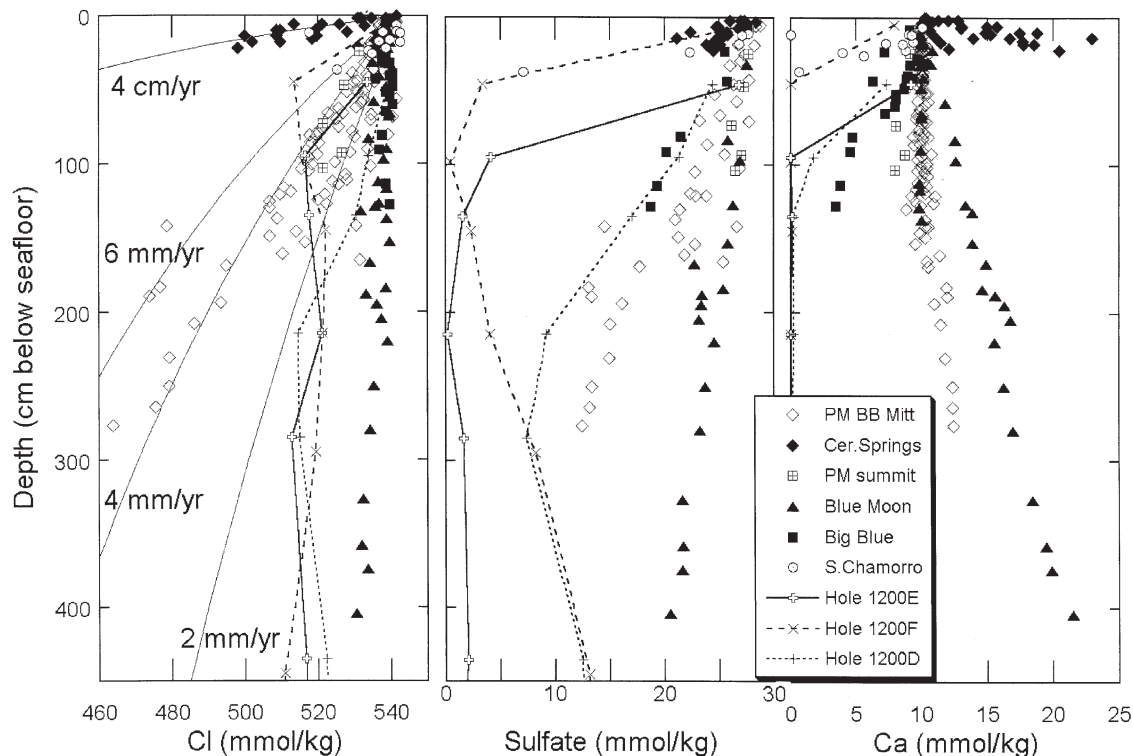 0
100
200
300
400
Depth (cm below seafloor)
4 cm/yr
6 mm/yr
4 mm/yr
2 mm/yr
460 480 500 520 540
Cl (mmol/kg)
0 10 20 30
Sulfate (mmol/kg)
0 5 10 15 20 25
Ca (mmol/kg)
PM BB Mitt
Cer.Springs
PM summit
Blue Moon
Big Blue
S.Chamorro
Hole 1200E
Hole 1200F
Hole 1200D